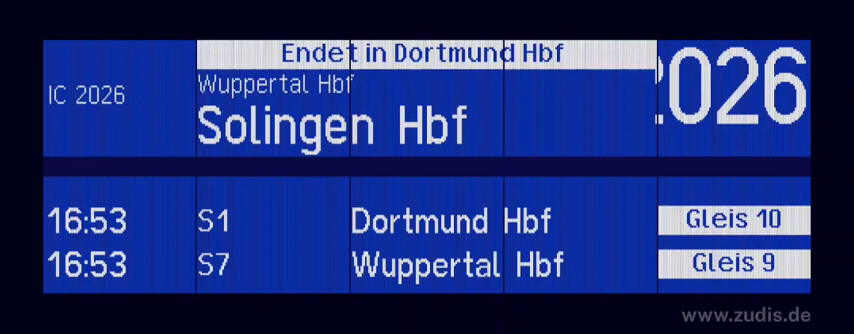 Endet in Dortmund Hbf
IC 2026
Wuppertal Hbf
Solingen Hbf
2026
16:53 S1 Dortmund Hbf Gleis 10
16:53 S7 Wuppertal Hbf Gleis 9
www.zudis.de